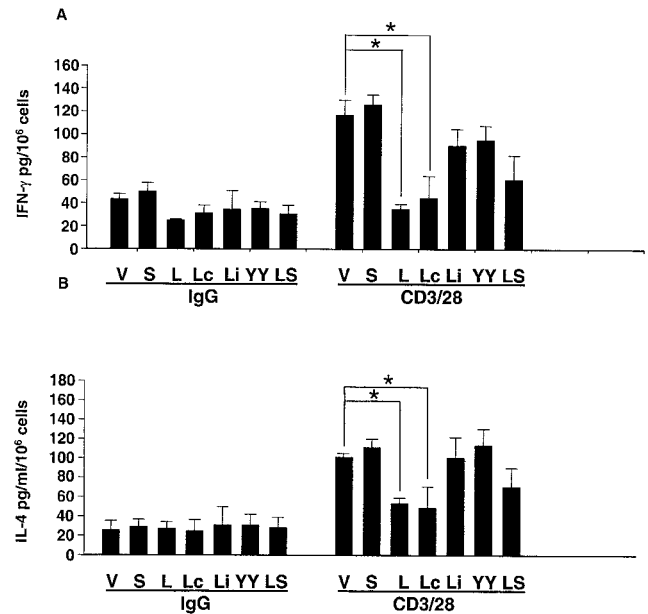 A
* 
*
IFN-γ pg/10⁶ cells
160
140
120
100
80
60
40
20
0
V S L Lc Li YY LS V S L Lc Li YY LS
IgG CD3/28
B
*
*
IL-4 pg/ml/10⁶ cells
180
160
140
120
100
80
60
40
20
0
V S L Lc Li YY LS V S L Lc Li YY LS
IgG CD3/28